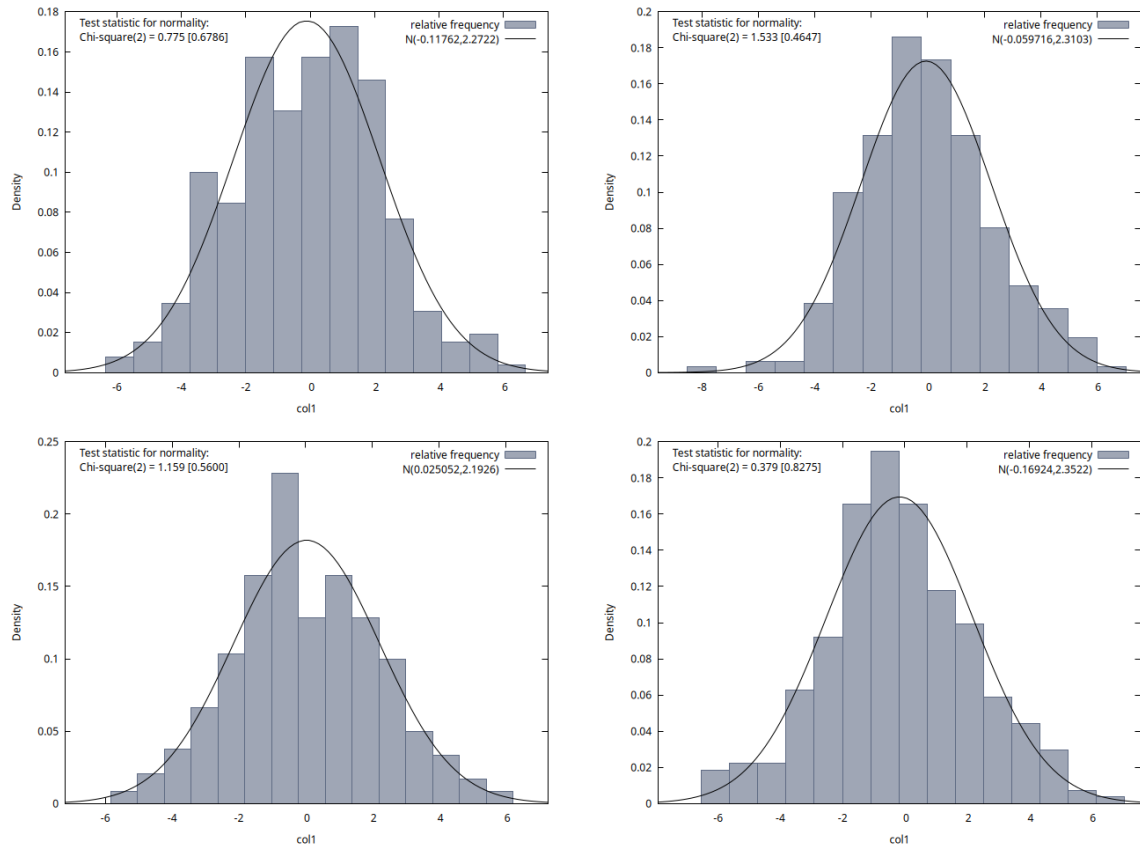 Test statistic for normality:
Chi-square(2) = 0.775 [0.6786]
relative frequency
N(-0.11762,2.2722)
0.18
0.16
0.14
0.12
0.1
0.08
0.06
0.04
0.02
0
Density
-6 -4 -2 0 2 4 6
col1
Test statistic for normality:
Chi-square(2) = 1.533 [0.4647]
relative frequency
N(-0.059716,2.3103)
0.2
0.18
0.16
0.14
0.12
0.1
0.08
0.06
0.04
0.02
0
Density
-8 -6 -4 -2 0 2 4 6
col1
Test statistic for normality:
Chi-square(2) = 1.159 [0.5600]
relative frequency
N(0.025052,2.1926)
0.25
0.2
0.15
0.1
0.05
0
Density
-6 -4 -2 0 2 4 6
col1
Test statistic for normality:
Chi-square(2) = 0.379 [0.8275]
relative frequency
N(-0.16924,2.3522)
0.2
0.18
0.16
0.14
0.12
0.1
0.08
0.06
0.04
0.02
0
Density
-6 -4 -2 0 2 4 6
col1